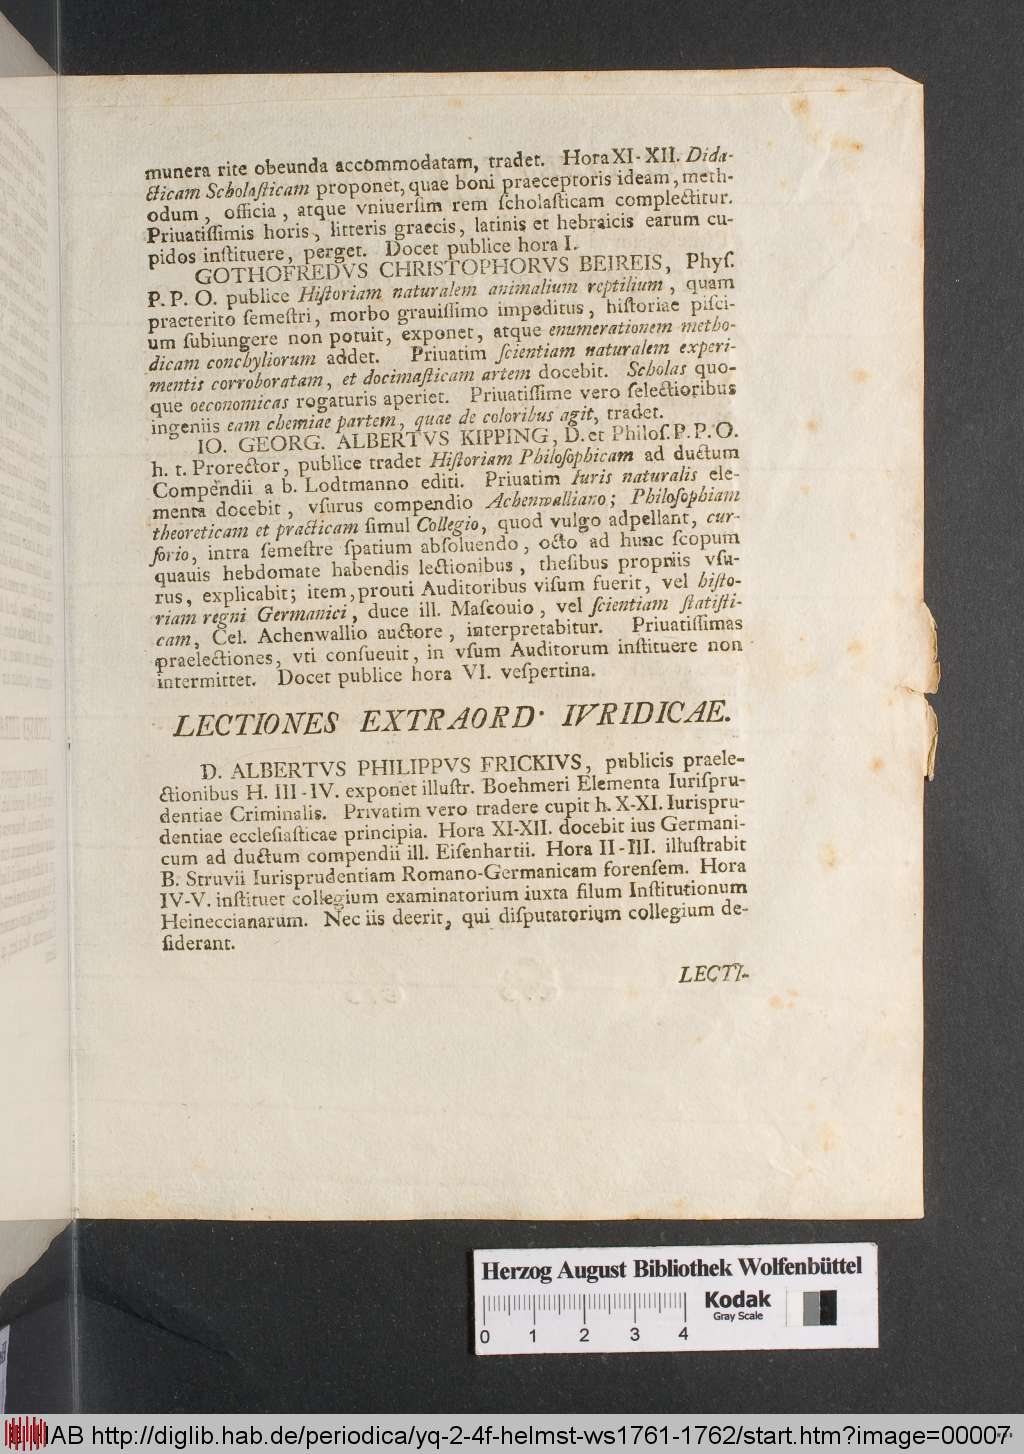 munera rite obeunda accommodatam, tradet. Hora XI-XII. Dida-
cticam Scholaſticam proponet, quae boni praeceptoris ideam, meth-
odum, officia, atque vniuerſim rem ſcholaſticam complectitur.
Priuatiſſimis horis, litteris graecis, latinis et hebraicis earum cu-
pidos inſtituere, perget. Docet publice hora I.
GOTHOFREDVS CHRISTOPHORVS BEIREIS, Phyſ.
P. P. O. publice Hiſtoriam naturalem animalium reptilium, quam
praeterito ſemeſtri, morbo grauiſſimo impeditus, hiſtoriae piſci-
um ſubiungere non potuit, exponet, atque enumerationem metho-
dicam conchyliorum addet. Priuatim ſcientiam naturalem experi-
mentis corroboratam, et docimaſticam artem docebit. Scholas quo-
que oeconomicas rogaturis aperiet. Priuatiſſime vero ſelectioribus
ingeniis eam chemiae partem, quae de coloribus agit, tradet.
IO. GEORG. ALBERTVS KIPPING, D. et Philoſ. P. P. O.
h. t. Prorector, publice tradet Hiſtoriam Philoſophicam ad ductum
Compendii a b. Lodtmanno editi. Priuatim Iuris naturalis ele-
menta docebit, vſurus compendio Achenwalliano; Philoſophiam
theoreticam et practicam ſimul Collegio, quod vulgo adpellant, cur-
ſorio, intra ſemeſtre ſpatium abſoluendo, octo ad hunc ſcopum
quauis hebdomate habendis lectionibus, theſibus propriis vſu-
rus, explicabit; item, prouti Auditoribus viſum fuerit, vel hiſto-
riam regni Germanici, duce ill. Maſcouio, vel ſcientiam ſtatiſti-
cam, Cel. Achenwallio auctore, interpretabitur. Priuatiſſimas
praelectiones, vti conſueuit, in vſum Auditorum inſtituere non
intermittet. Docet publice hora VI. veſpertina.
LECTIONES EXTRAORD. IVRIDICAE.
D. ALBERTVS PHILIPPVS FRICKIVS, publicis praele-
ctionibus H. III-IV. exponet illuſtr. Boehmeri Elementa Iuriſpru-
dentiae Criminalis. Privatim vero tradere cupit h. X-XI. Iurispru-
dentiae eccleſiaſticae principia. Hora XI-XII. docebit ius Germani-
cum ad ductum compendii ill. Eiſenhartii. Hora II-III. illuſtrabit
B. Struvii Iurisprudentiam Romano-Germanicam forenſem. Hora
IV-V. inſtituet collegium examinatorium iuxta filum Inſtitutionum
Heineccianarum. Nec iis deerit, qui diſputatorium collegium de-
ſiderant.
LECTI-
Herzog August Bibliothek Wolfenbüttel
Kodak
Gray Scale
0 1 2 3 4
HAB http://diglib.hab.de/periodica/yq-2-4f-helmst-ws1761-1762/start.htm?image=00007